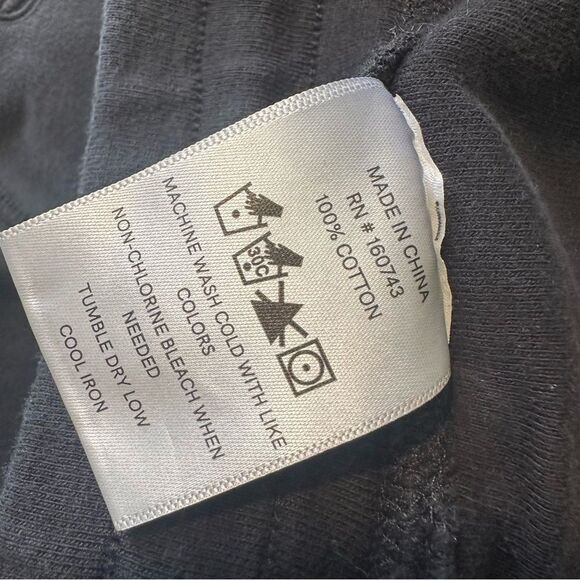 MADE IN CHINA
RN # 160743
100% COTTON
30C
MACHINE WASH COLD WITH LIKE
COLORS
NON-CHLORINE BLEACH WHEN
NEEDED
TUMBLE DRY LOW
COOL IRON